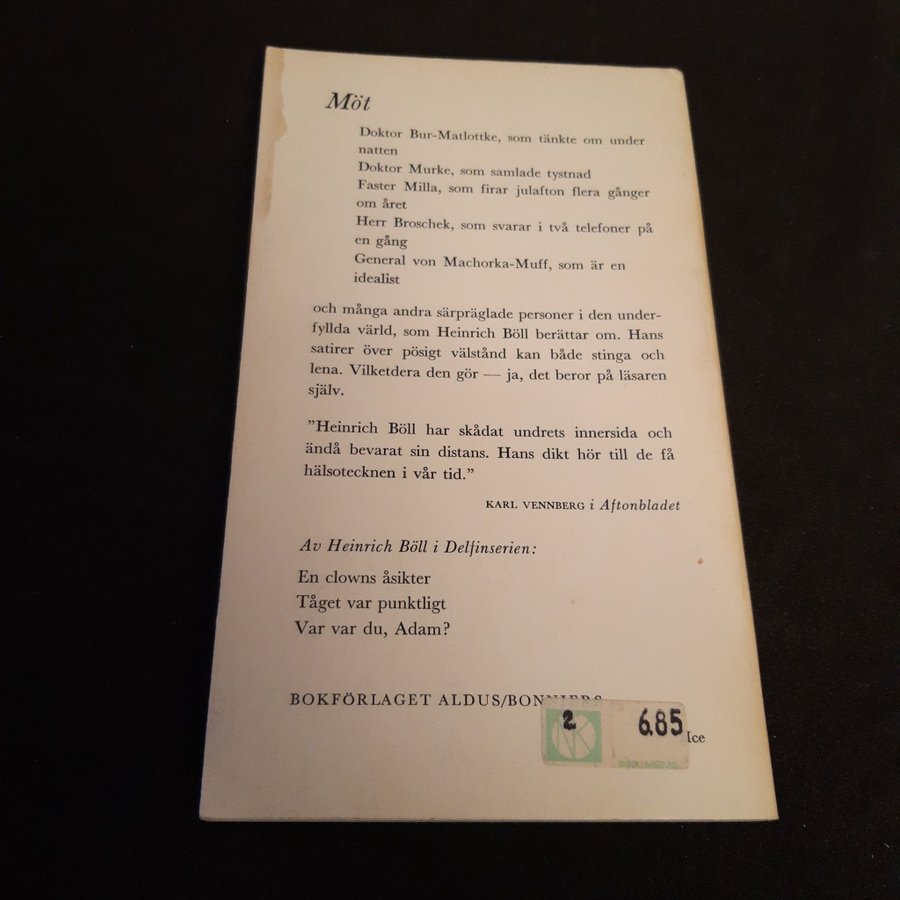 Möt
Doktor Bur-Matlottke, som tänkte om under
natten
Doktor Murke, som samlade tystnad
Faster Milla, som firar julafton flera gånger
om året
Herr Broschek, som svarar i två telefoner på
en gång
General von Machorka-Muff, som är en
idealist
och många andra särpräglade personer i den under-
fyllda värld, som Heinrich Böll berättar om. Hans
satirer över pösigt välstånd kan både stinga och
lena. Vilketdera den gör — ja, det beror på läsaren
själv.
"Heinrich Böll har skådat undrets innersida och
ändå bevarat sin distans. Hans dikt hör till de få
hälsotecknen i vår tid."
KARL VENNBERG i Aftonbladet
Av Heinrich Böll i Delfinserien:
En clowns åsikter
Tåget var punktligt
Var var du, Adam?
BOKFÖRLAGET ALDUS/BONNIERS
2 6.85
Ice